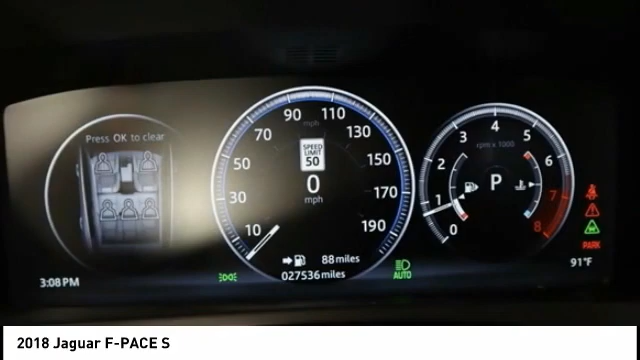 Press OK to clear
3:08 PM
90 110
mph
70 130
50 150
30 170
10 190
SPEED
LIMIT
50
0
mph
88 miles
027536 miles
AUTO
4
3 5
rpm x 1000
2 6
1 7
0 8
P
PARK
91°F
2018 Jaguar F-PACE S